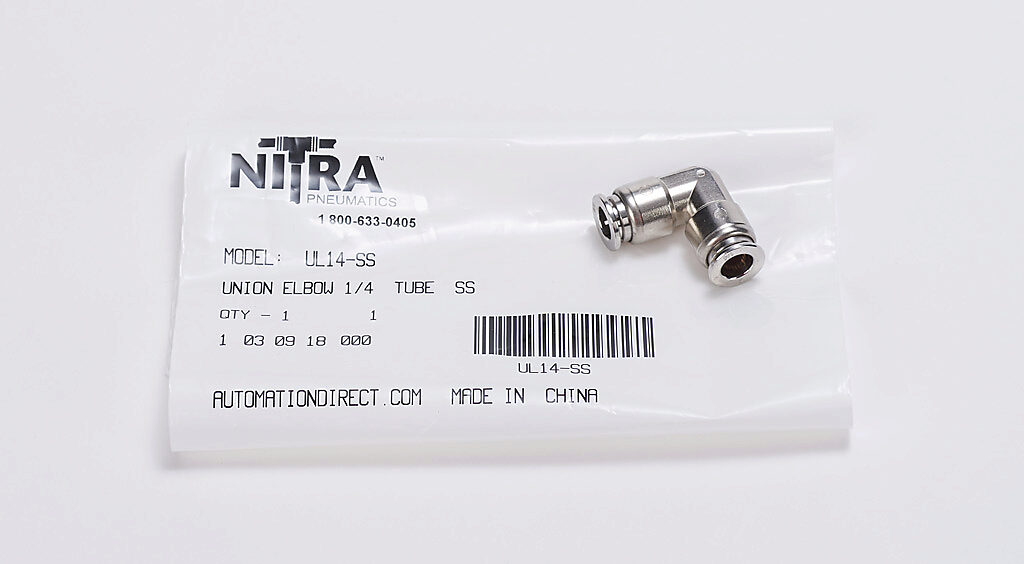 NITRA™
PNEUMATICS
1 800-633-0405
MODEL: UL14-SS
UNION ELBOW 1/4 TUBE SS
QTY - 1 1
1 03 09 18 000
UL14-SS
AUTOMATIONDIRECT.COM MADE IN CHINA